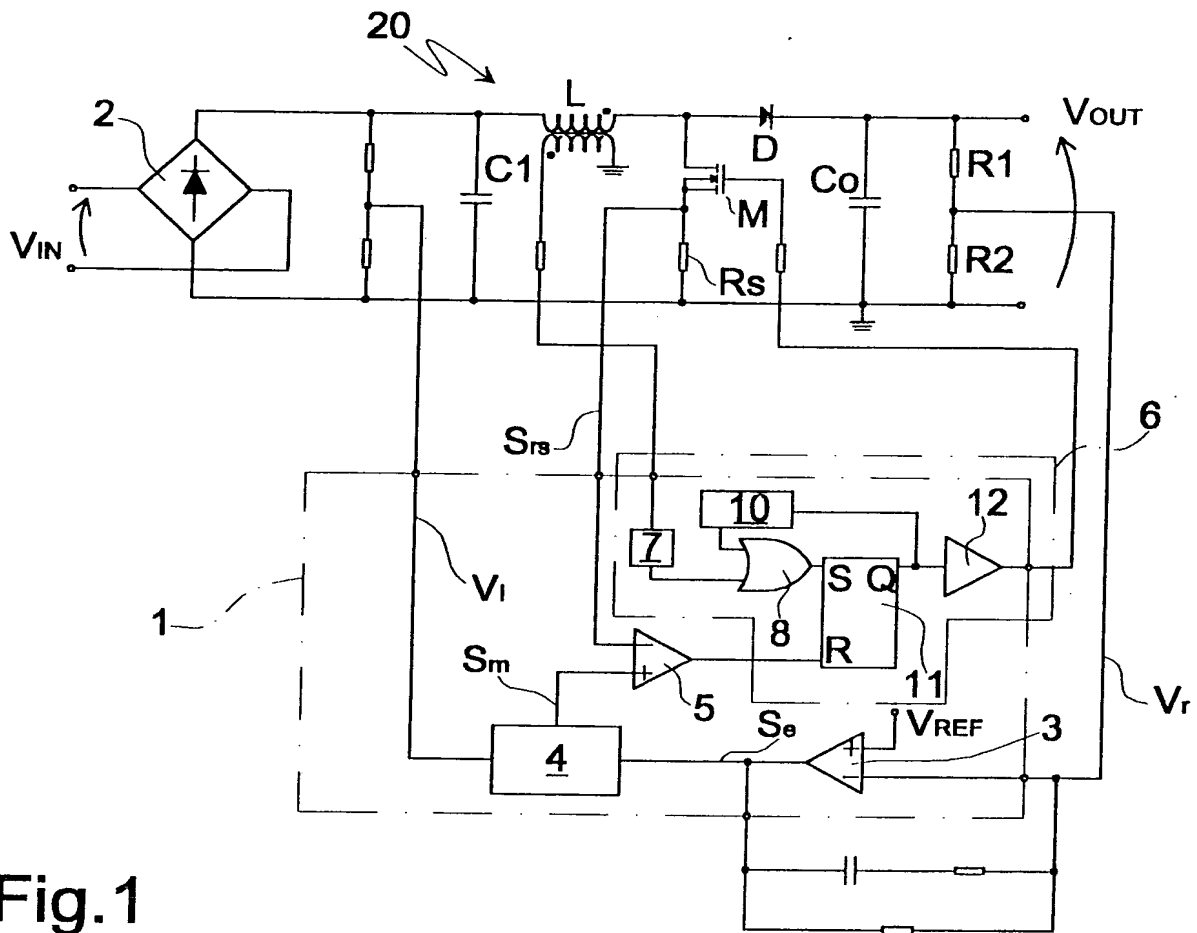 20
2
L
VOUT
C1
D
Co
R1
M
VIN
Rs
R2
Srs
6
10
12
7
VI
S Q
1
8
Sm
R
5
11
Vr
Se
VREF
3
4
+
−
+
−
Fig.1